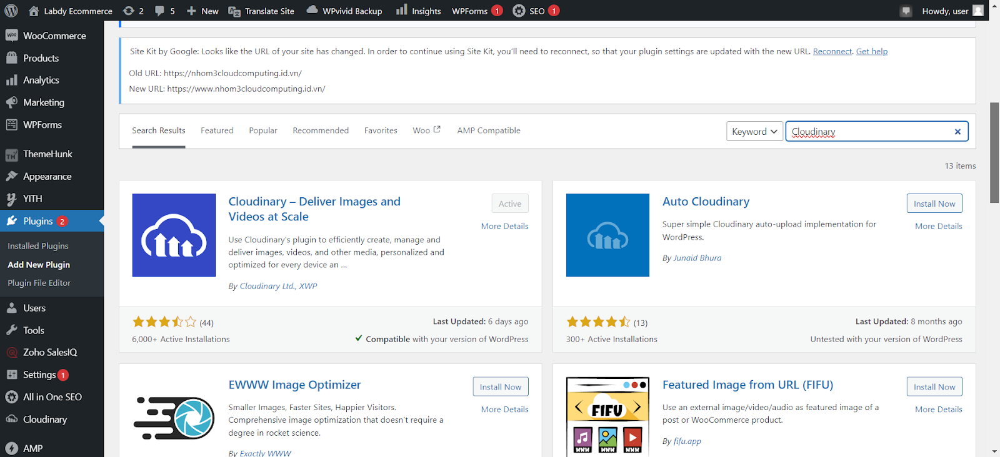 Labdy Ecommerce 2 5 New Translate Site WPvivid Backup Insights WPForms 1 SEO 1 Howdy, user
WooCommerce
Products
Analytics
Marketing
WPForms
ThemeHunk
Appearance
YITH
Plugins 2
Installed Plugins
Add New Plugin
Plugin File Editor
Users
Tools
Zoho SalesIQ
Settings 1
All in One SEO
Cloudinary
AMP
Site Kit by Google: Looks like the URL of your site has changed. In order to continue using Site Kit, you'll need to reconnect, so that your plugin settings are updated with the new URL. Reconnect. Get help
Old URL: https://nhom3cloudcomputing.id.vn/
New URL: https://www.nhom3cloudcomputing.id.vn/
Search Results Featured Popular Recommended Favorites Woo AMP Compatible Keyword Cloudinary
13 items
Cloudinary – Deliver Images and
Videos at Scale
Active
More Details
Use Cloudinary's plugin to efficiently create, manage and
deliver images, videos, and other media, personalized and
optimized for every device an ...
By Cloudinary Ltd., XWP
(44)
6,000+ Active Installations
Last Updated: 6 days ago
Compatible with your version of WordPress
Auto Cloudinary
Install Now
More Details
Super simple Cloudinary auto-upload implementation for
WordPress.
By Junaid Bhura
(13)
300+ Active Installations
Last Updated: 8 months ago
Untested with your version of WordPress
EWWW Image Optimizer
Install Now
More Details
Smaller Images, Faster Sites, Happier Visitors.
Comprehensive image optimization that doesn't require a
degree in rocket science.
By Exactly WWW
FIFU
WWW WWW WWW
Featured Image from URL (FIFU)
Install Now
More Details
Use an external image/video/audio as featured image of a
post or WooCommerce product.
By fifu.app